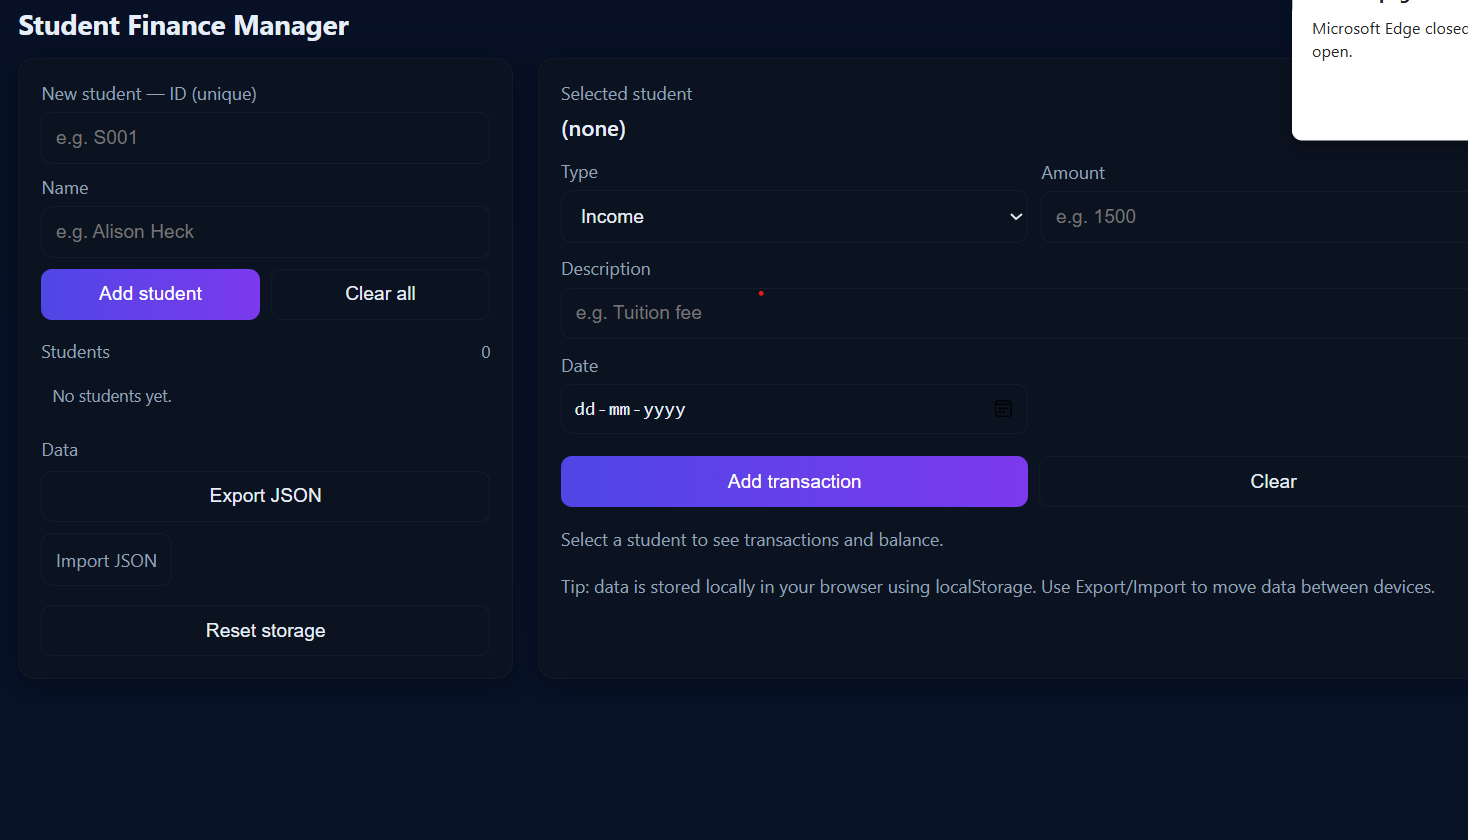 Student Finance Manager
Microsoft Edge closed
open.
New student — ID (unique)
e.g. S001
Name
e.g. Alison Heck
Add student
Clear all
Students
0
No students yet.
Data
Export JSON
Import JSON
Reset storage
Selected student
(none)
Type
Amount
Income
e.g. 1500
Description
e.g. Tuition fee
Date
dd-mm-yyyy
Add transaction
Clear
Select a student to see transactions and balance.
Tip: data is stored locally in your browser using localStorage. Use Export/Import to move data between devices.